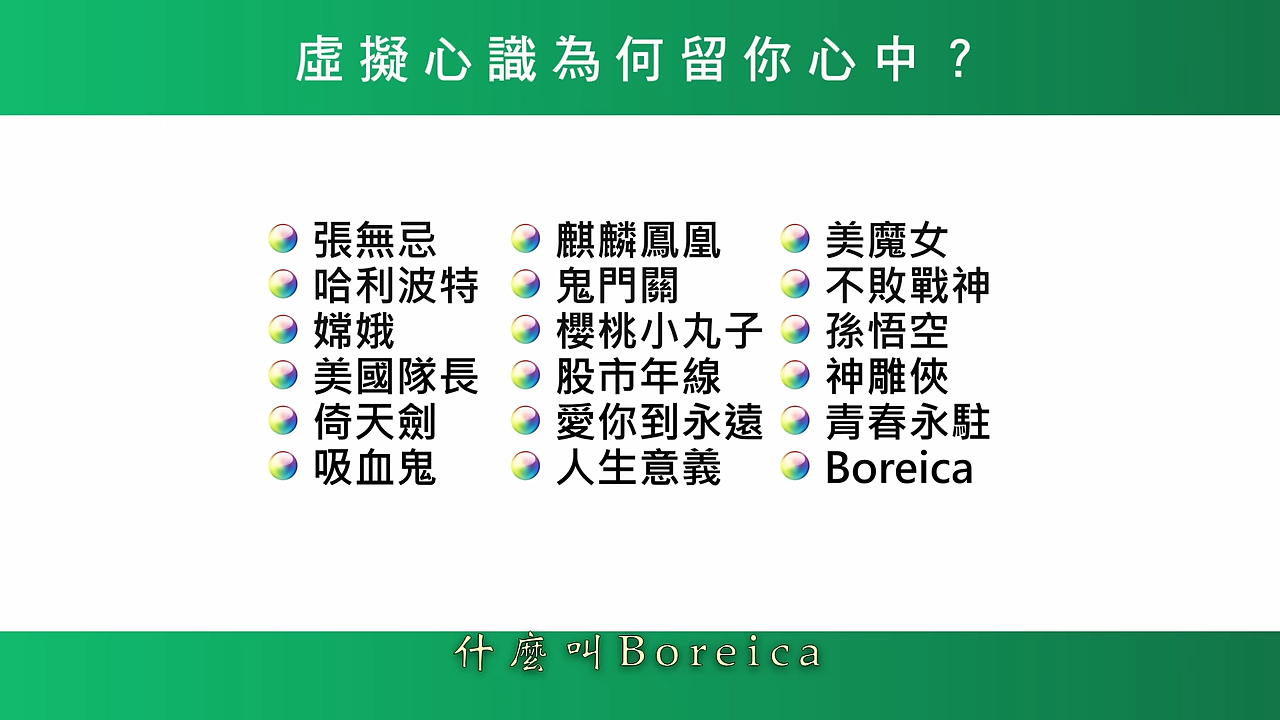 虛擬心識為何留你心中？
張無忌
哈利波特
嫦娥
美國隊長
倚天劍
吸血鬼
麒麟鳳凰
鬼門關
櫻桃小丸子
股市年線
愛你到永遠
人生意義
美魔女
不敗戰神
孫悟空
神雕俠
青春永駐
Boreica
什麼叫Boreica